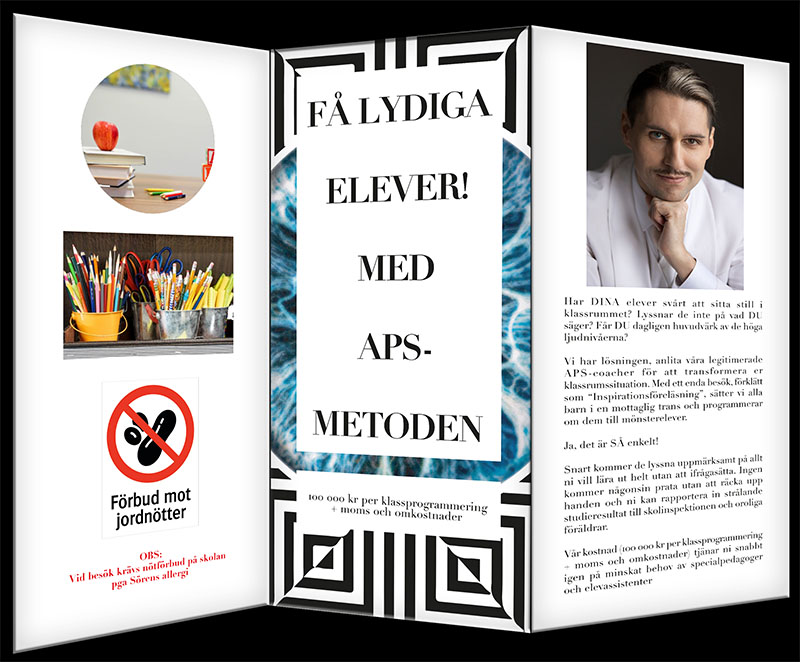 Förbud mot
jordnötter
OBS:
Vid besök krävs nötförbud på skolan
pga Sörens allergi
FÅ LYDIGA
ELEVER!
MED
APS-
METODEN
100 000 kr per klassprogrammering
+ moms och omkostnader
Har DINA elever svårt att sitta still i
klassrummet? Lyssnar de inte på vad DU
säger? Får DU dagligen huvudvärk av de höga
ljudnivåerna?
Vi har lösningen, anlita våra legitimerade
APS-coacher för att transformera er
klassrumssituation. Med ett enda besök, förklätt
som “Inspirationsföreläsning”, sätter vi alla
barn i en mottaglig trans och programmerar
om dem till mönsterelever.
Ja, det är SÅ enkelt!
Snart kommer de lyssna uppmärksamt på allt
ni vill lära ut helt utan att ifrågasätta. Ingen
kommer någonsin prata utan att räcka upp
handen och ni kan rapportera in strålande
studieresultat till skolinspektionen och oroliga
föräldrar.
Vår kostnad (100 000 kr per klassprogrammering
+ moms och omkostnader) tjänar ni snabbt
igen på minskat behov av specialpedagoger
och elevassistenter